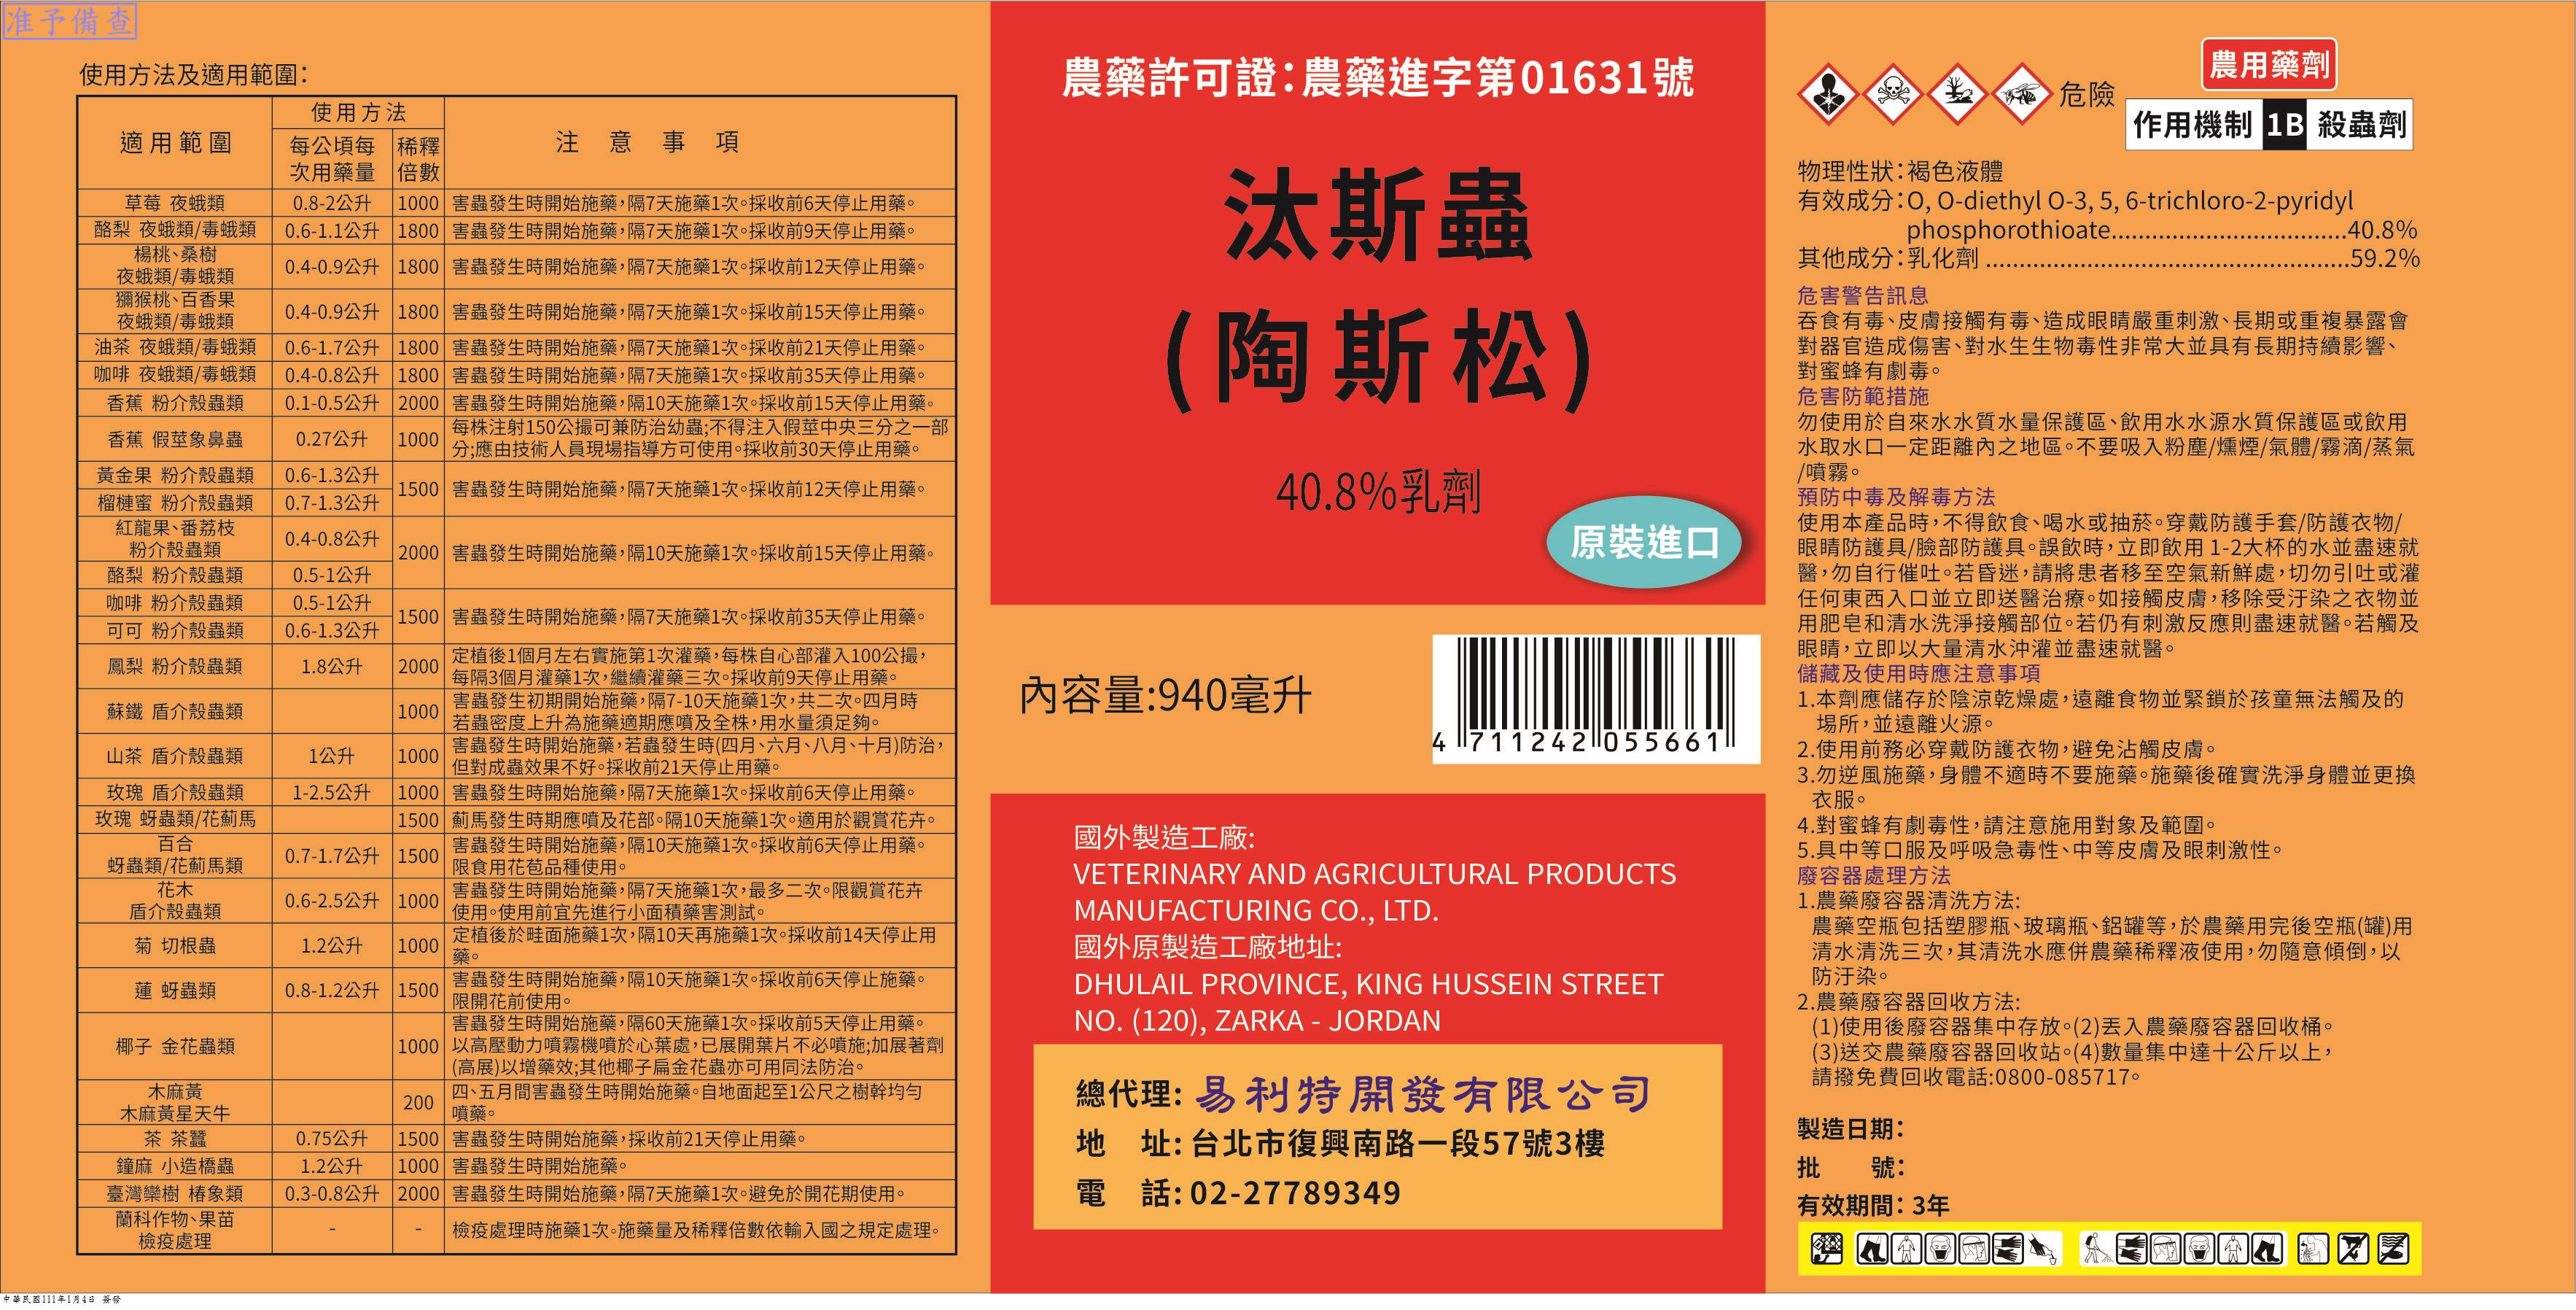 准予備查
使用方法及適用範圍：
適用範圍
使用方法
每公頃每
次用藥量
稀釋
倍數
注意事項
草莓 夜蛾類 0.8-2公升 1000 害蟲發生時開始施藥，隔7天施藥1次。採收前6天停止用藥。
酪梨 夜蛾類/毒蛾類 0.6-1.1公升 1800 害蟲發生時開始施藥，隔7天施藥1次。採收前9天停止用藥。
楊桃、桑樹
夜蛾類/毒蛾類 0.4-0.9公升 1800 害蟲發生時開始施藥，隔7天施藥1次。採收前12天停止用藥。
獼猴桃、百香果
夜蛾類/毒蛾類 0.4-0.9公升 1800 害蟲發生時開始施藥，隔7天施藥1次。採收前15天停止用藥。
油茶 夜蛾類/毒蛾類 0.6-1.7公升 1800 害蟲發生時開始施藥，隔7天施藥1次。採收前21天停止用藥。
咖啡 夜蛾類/毒蛾類 0.4-0.8公升 1800 害蟲發生時開始施藥，隔7天施藥1次。採收前35天停止用藥。
香蕉 粉介殼蟲類 0.1-0.5公升 2000 害蟲發生時開始施藥，隔10天施藥1次。採收前15天停止用藥。
香蕉 假莖象鼻蟲 0.27公升 1000 每株注射150公撮可兼防治幼蟲;不得注入假莖中央三分之一部
分;應由技術人員現場指導方可使用。採收前30天停止用藥。
黃金果 粉介殼蟲類 0.6-1.3公升
榴槤蜜 粉介殼蟲類 0.7-1.3公升
1500 害蟲發生時開始施藥，隔7天施藥1次。採收前12天停止用藥。
紅龍果、番荔枝
粉介殼蟲類 0.4-0.8公升
酪梨 粉介殼蟲類 0.5-1公升
2000 害蟲發生時開始施藥，隔10天施藥1次。採收前15天停止用藥。
咖啡 粉介殼蟲類 0.5-1公升
可可 粉介殼蟲類 0.6-1.3公升
1500 害蟲發生時開始施藥，隔7天施藥1次。採收前35天停止用藥。
鳳梨 粉介殼蟲類 1.8公升 2000 定植後1個月左右實施第1次灌藥，每株自心部灌入100公撮，
每隔3個月灌藥1次，繼續灌藥三次。採收前9天停止用藥。
蘇鐵 盾介殼蟲類 1000 害蟲發生初期開始施藥，隔7-10天施藥1次，共二次。四月時
若蟲密度上升為施藥適期應噴及全株，用水量須足夠。
山茶 盾介殼蟲類 1公升 1000 害蟲發生時開始施藥，若蟲發生時(四月、六月、八月、十月)防治，
但對成蟲效果不好。採收前21天停止用藥。
玫瑰 盾介殼蟲類 1-2.5公升 1000 害蟲發生時開始施藥，隔7天施藥1次。採收前6天停止用藥。
玫瑰 蚜蟲類/花薊馬 1500 薊馬發生時期應噴及花部。隔10天施藥1次。適用於觀賞花卉。
百合
蚜蟲類/花薊馬類 0.7-1.7公升 1500 害蟲發生時開始施藥，隔10天施藥1次。採收前6天停止用藥。
限食用花苞品種使用。
花木
盾介殼蟲類 0.6-2.5公升 1000 害蟲發生時開始施藥，隔7天施藥1次，最多二次。限觀賞花卉
使用。使用前宜先進行小面積藥害測試。
菊 切根蟲 1.2公升 1000 定植後於畦面施藥1次，隔10天再施藥1次。採收前14天停止用
藥。
蓮 蚜蟲類 0.8-1.2公升 1500 害蟲發生時開始施藥，隔10天施藥1次。採收前6天停止施藥。
限開花前使用。
椰子 金花蟲類 1000 害蟲發生時開始施藥，隔60天施藥1次。採收前5天停止用藥。
以高壓動力噴霧機噴於心葉處，已展開葉片不必噴施;加展著劑
(高展)以增藥效;其他椰子扁金花蟲亦可用同法防治。
木麻黃
木麻黃星天牛 200 四、五月間害蟲發生時開始施藥。自地面起至1公尺之樹幹均勻
噴藥。
茶 茶蠶 0.75公升 1500 害蟲發生時開始施藥，採收前21天停止用藥。
鐘麻 小造橋蟲 1.2公升 1000 害蟲發生時開始施藥。
臺灣欒樹 椿象類 0.3-0.8公升 2000 害蟲發生時開始施藥，隔7天施藥1次。避免於開花期使用。
蘭科作物、果苗
檢疫處理 - - 檢疫處理時施藥1次。施藥量及稀釋倍數依輸入國之規定處理。
中華民國111年1月4日 簽發
農藥許可證：農藥進字第01631號
汰斯蟲
(陶斯松)
40.8%乳劑
原裝進口
內容量:940毫升
4 711242 055661
國外製造工廠:
VETERINARY AND AGRICULTURAL PRODUCTS
MANUFACTURING CO., LTD.
國外原製造工廠地址:
DHULAIL PROVINCE, KING HUSSEIN STREET
NO. (120), ZARKA - JORDAN
總代理: 易利特開發有限公司
地 址: 台北市復興南路一段57號3樓
電 話: 02-27789349
農用藥劑
危險
作用機制 1B 殺蟲劑
物理性狀：褐色液體
有效成分：O, O-diethyl O-3, 5, 6-trichloro-2-pyridyl
phosphorothioate...................................40.8%
其他成分：乳化劑 ......................................................59.2%
危害警告訊息
吞食有毒、皮膚接觸有毒、造成眼睛嚴重刺激、長期或重複暴露會
對器官造成傷害、對水生生物毒性非常大並具有長期持續影響、
對蜜蜂有劇毒。
危害防範措施
勿使用於自來水水質水量保護區、飲用水水源水質保護區或飲用
水取水口一定距離內之地區。不要吸入粉塵/燻煙/氣體/霧滴/蒸氣
/噴霧。
預防中毒及解毒方法
使用本產品時，不得飲食、喝水或抽菸。穿戴防護手套/防護衣物/
眼睛防護具/臉部防護具。誤飲時，立即飲用 1-2大杯的水並盡速就
醫，勿自行催吐。若昏迷，請將患者移至空氣新鮮處，切勿引吐或灌
任何東西入口並立即送醫治療。如接觸皮膚，移除受汙染之衣物並
用肥皂和清水洗淨接觸部位。若仍有刺激反應則盡速就醫。若觸及
眼睛，立即以大量清水沖灌並盡速就醫。
儲藏及使用時應注意事項
1.本劑應儲存於陰涼乾燥處，遠離食物並緊鎖於孩童無法觸及的
場所，並遠離火源。
2.使用前務必穿戴防護衣物，避免沾觸皮膚。
3.勿逆風施藥，身體不適時不要施藥。施藥後確實洗淨身體並更換
衣服。
4.對蜜蜂有劇毒性，請注意施用對象及範圍。
5.具中等口服及呼吸急毒性、中等皮膚及眼刺激性。
廢容器處理方法
1.農藥廢容器清洗方法:
農藥空瓶包括塑膠瓶、玻璃瓶、鋁罐等，於農藥用完後空瓶(罐)用
清水清洗三次，其清洗水應併農藥稀釋液使用，勿隨意傾倒，以
防汙染。
2.農藥廢容器回收方法:
(1)使用後廢容器集中存放。(2)丟入農藥廢容器回收桶。
(3)送交農藥廢容器回收站。(4)數量集中達十公斤以上，
請撥免費回收電話:0800-085717。
製造日期：
批 號：
有效期間：3年